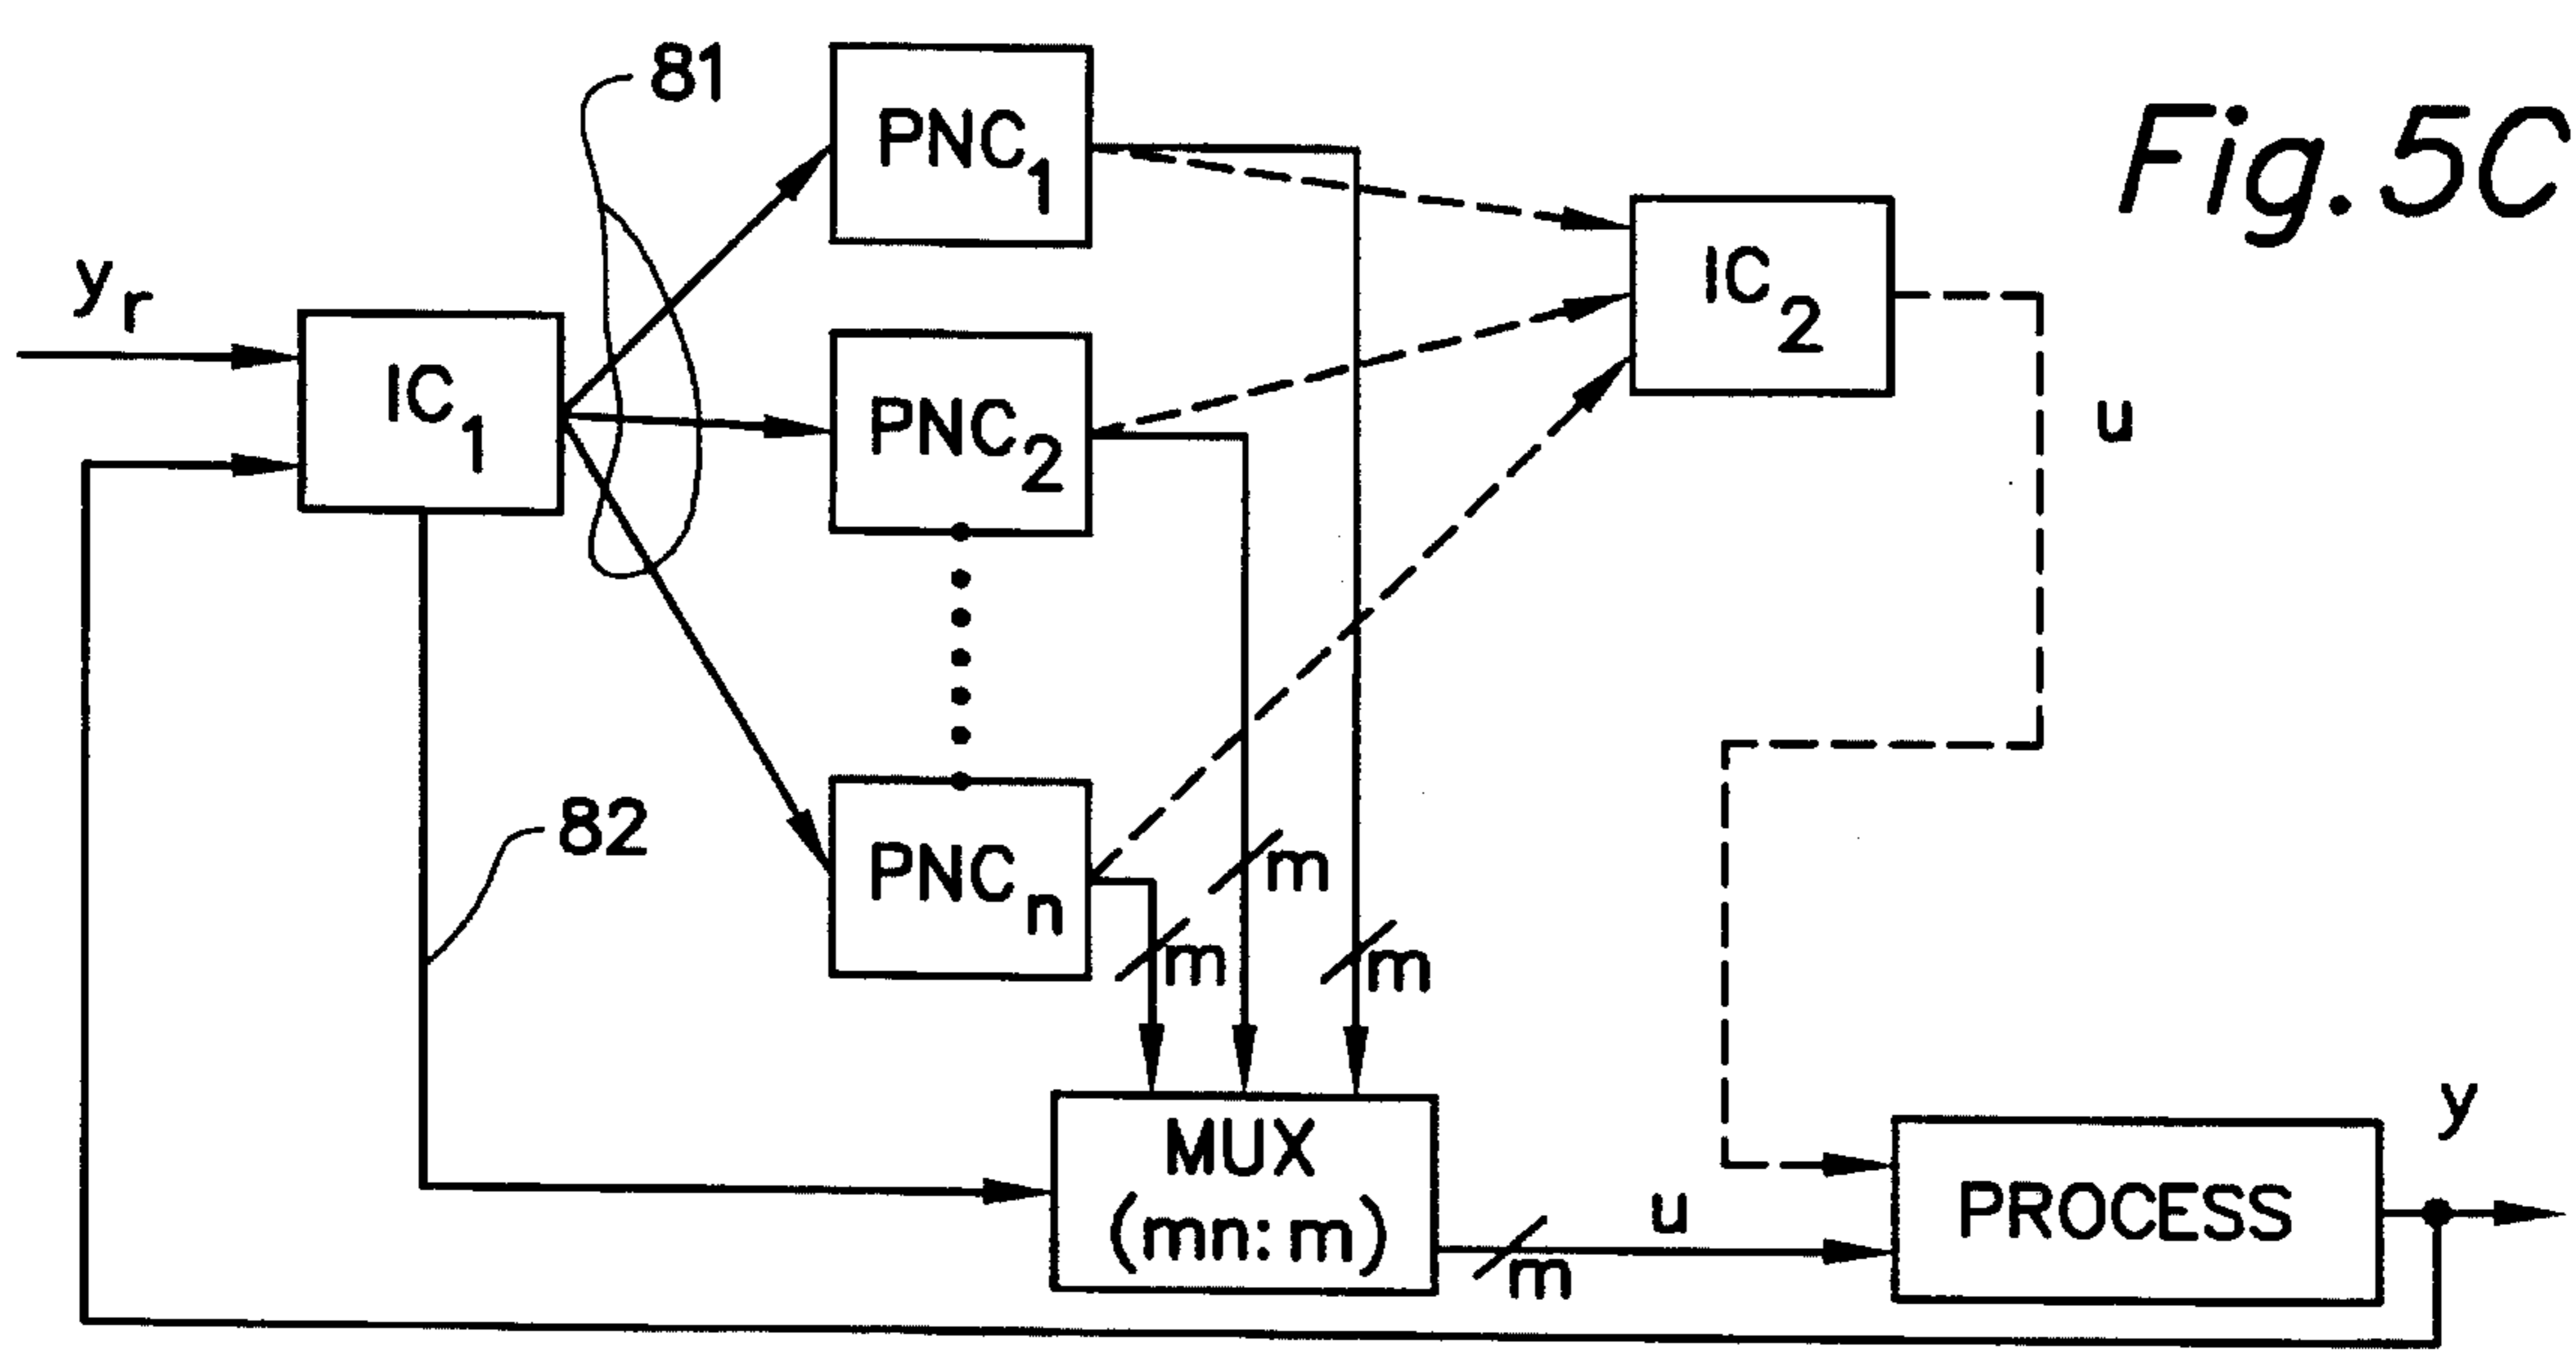 Fig. 5C
81
PNC1
yr
IC1
IC2
PNC2
u
82
PNCn
m
m
m
MUX
(mn: m)
u
m
PROCESS
y